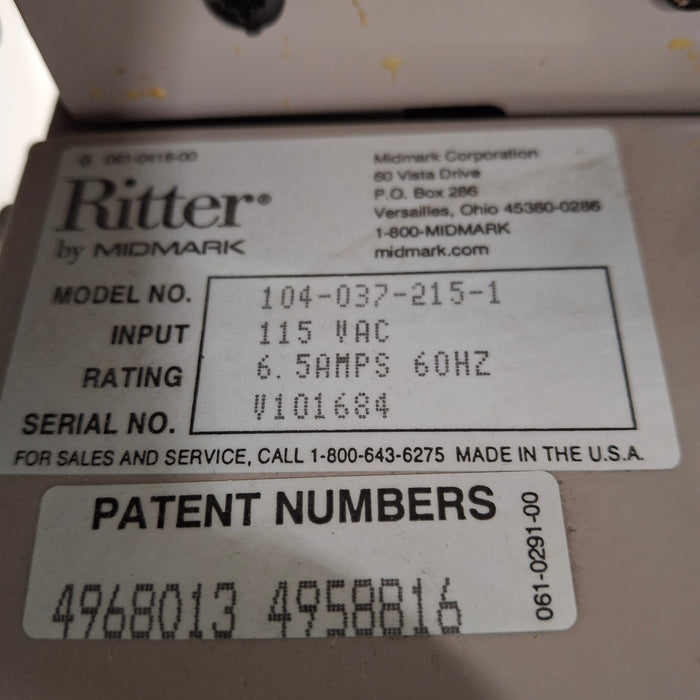 G 061-0418-00
Ritter®
by MIDMARK
Midmark Corporation
60 Vista Drive
P.O. Box 286
Versailles, Ohio 45380-0286
1-800-MIDMARK
midmark.com
MODEL NO. 104-037-215-1
INPUT 115 VAC
RATING 6.5AMPS 60HZ
SERIAL NO. V101684
FOR SALES AND SERVICE, CALL 1-800-643-6275 MADE IN THE U.S.A.
PATENT NUMBERS
4968013 4958816
061-0291-00